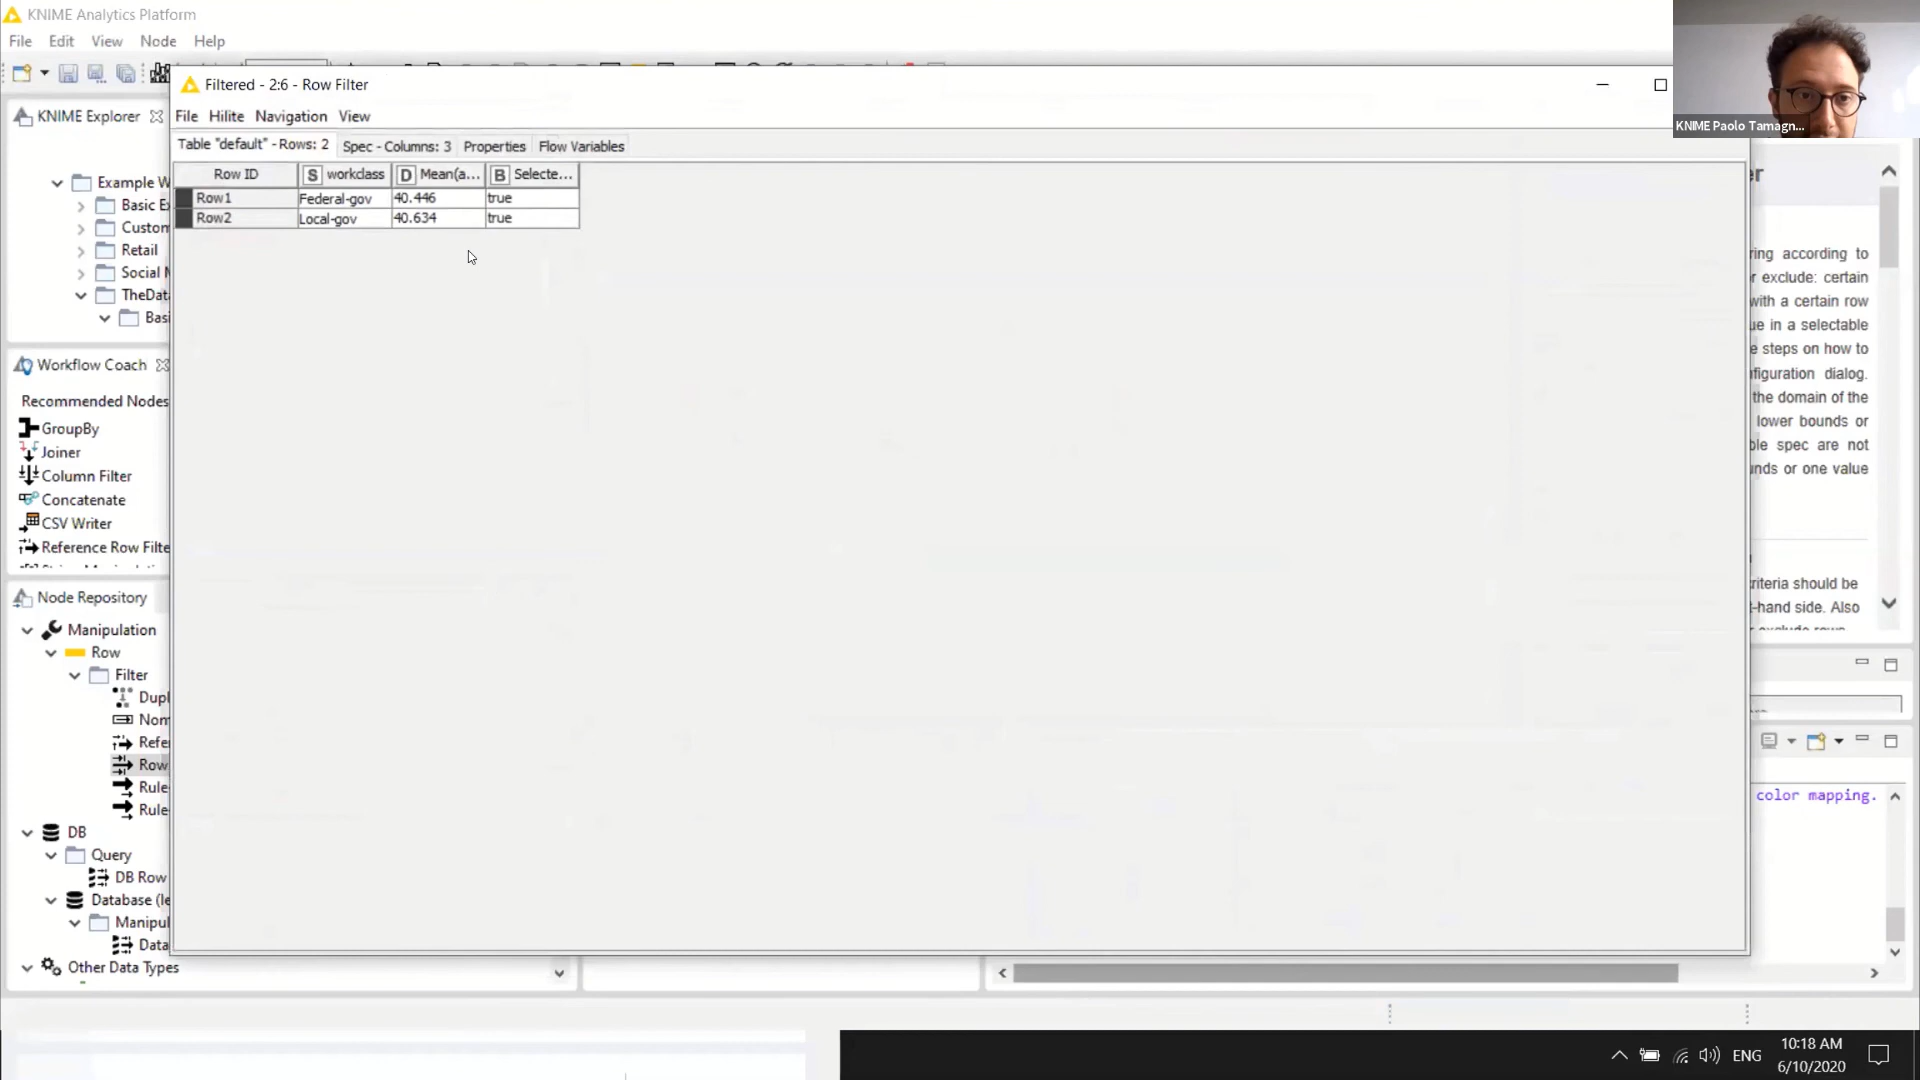 KNIME Analytics Platform
File Edit View Node Help
Filtered - 2:6 - Row Filter
KNIME Paolo Tamagn...
File Hilite Navigation View
Table "default" - Rows: 2 Spec - Columns: 3 Properties Flow Variables
Row ID S workclass D Mean(a... B Selecte...
Row1 Federal-gov 40.446 true
Row2 Local-gov 40.634 true
KNIME Explorer
Example W
Basic E
Custom
Retail
Social M
TheData
Basi
Workflow Coach
Recommended Nodes
GroupBy
Joiner
Column Filter
Concatenate
CSV Writer
Reference Row Filte
Node Repository
Manipulation
Row
Filter
Dupl
Nom
Refer
Row
Rule-
Rule-
DB
Query
DB Row
Database (le
Manipul
Data
Other Data Types
er
ring according to
r exclude: certain
with a certain row
ue in a selectable
e steps on how to
figuration dialog.
the domain of the
lower bounds or
ble spec are not
unds or one value
criteria should be
t-hand side. Also
color mapping.
ENG
10:18 AM
6/10/2020